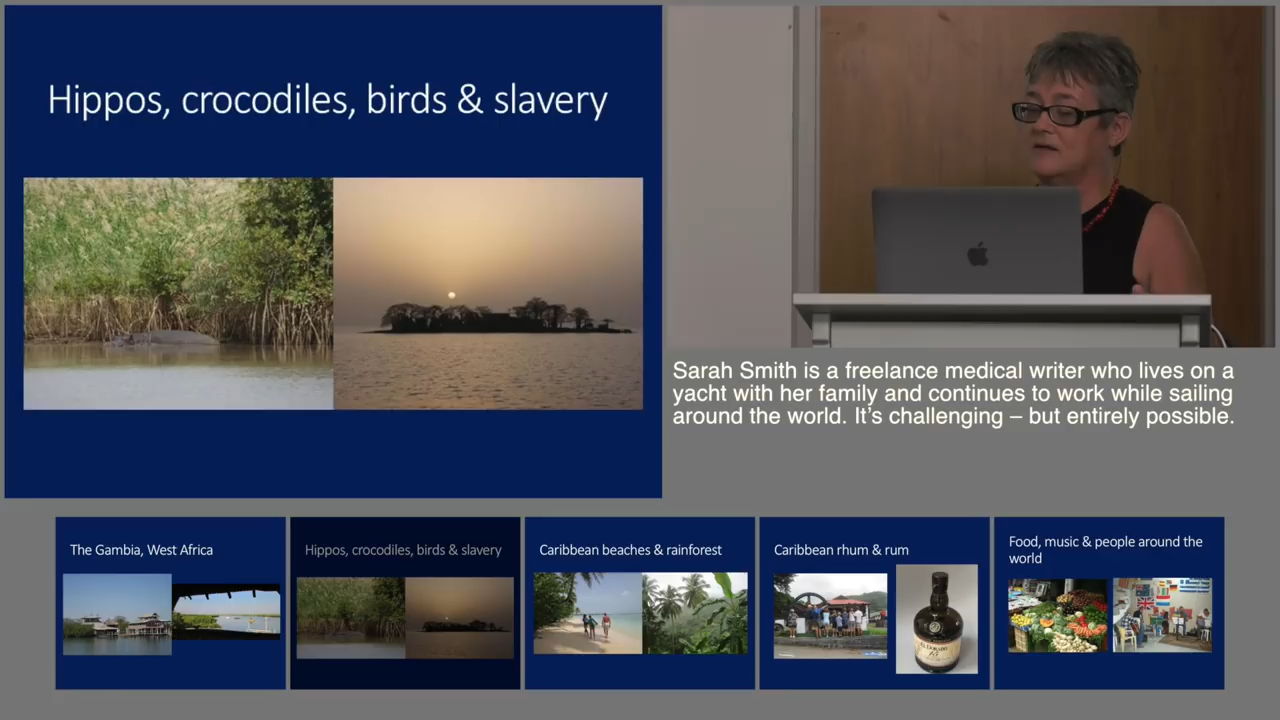 Hippos, crocodiles, birds & slavery
Sarah Smith is a freelance medical writer who lives on a
yacht with her family and continues to work while sailing
around the world. It’s challenging – but entirely possible.
The Gambia, West Africa
Hippos, crocodiles, birds & slavery
Caribbean beaches & rainforest
Caribbean rhum & rum
Food, music & people around the
world
EL DORADO